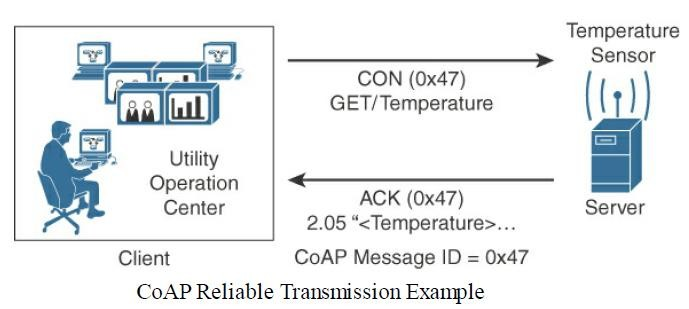 Temperature
Sensor
CON (0x47)
GET/Temperature
Utility
Operation
Center
ACK (0x47)
2.05 “<Temperature>...
Server
Client
CoAP Message ID = 0x47
CoAP Reliable Transmission Example